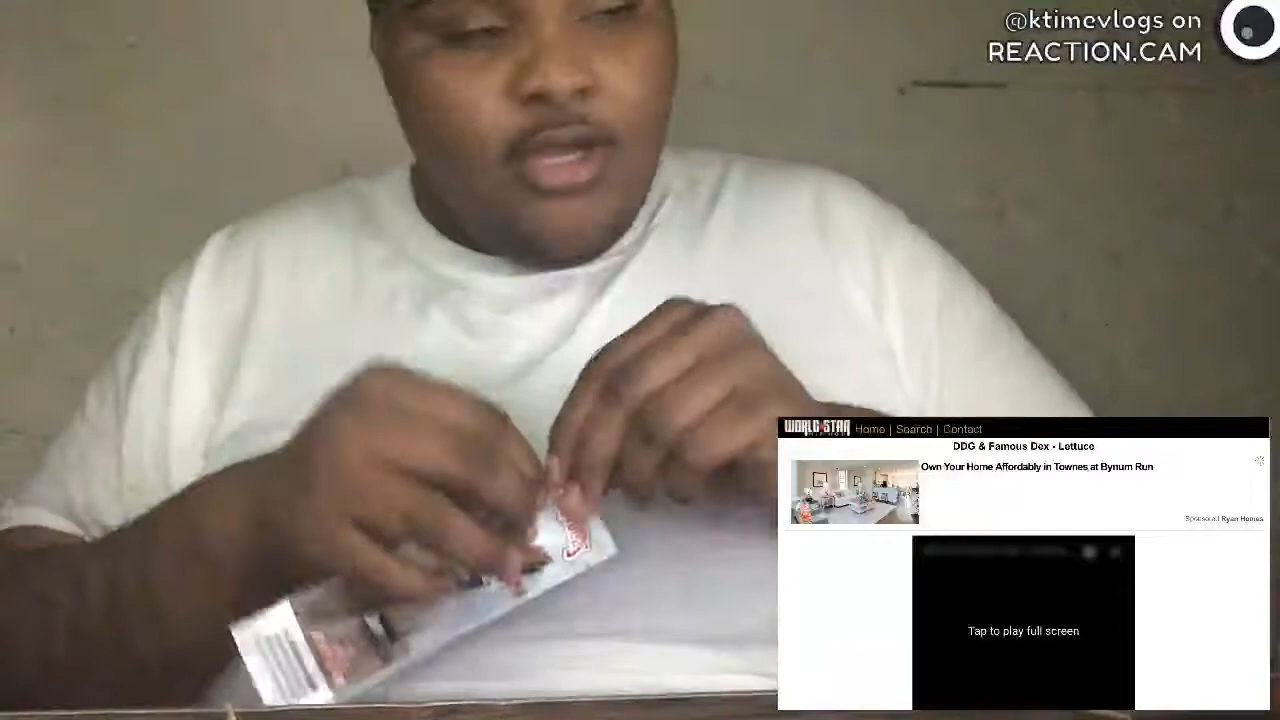 @ktimevlogs on
REACTION.CAM
WORLDSTAR
HIPHOP
Home | Search | Contact
DDG & Famous Dex - Lettuce
Own Your Home Affordably in Townes at Bynum Run
Sponsored Ryan Homes
Tap to play full screen